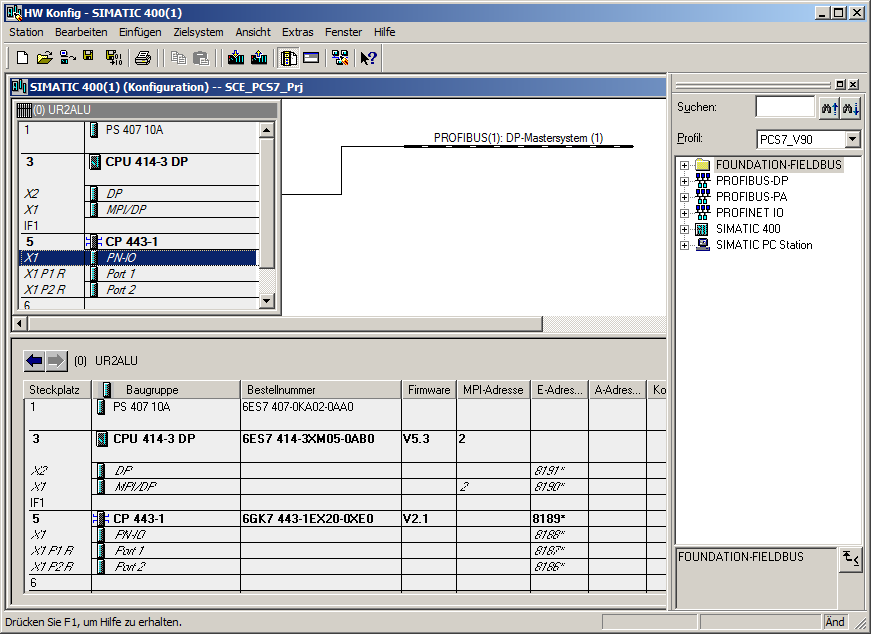 HW Konfig - SIMATIC 400(1)
Station Bearbeiten Einfügen Zielsystem Ansicht Extras Fenster Hilfe
SIMATIC 400(1) (Konfiguration) -- SCE_PCS7_Prj
(0) UR2ALU
1 PS 407 10A
3 CPU 414-3 DP
X2 DP
X1 MPI/DP
IF1
5 CP 443-1
X1 PN-IO
X1 P1 R Port 1
X1 P2 R Port 2
6
PROFIBUS(1): DP-Mastersystem (1)
Suchen:
Profil: PCS7_V90
FOUNDATION-FIELDBUS
PROFIBUS-DP
PROFIBUS-PA
PROFINET IO
SIMATIC 400
SIMATIC PC Station
(0) UR2ALU
Steckplatz Baugruppe Bestellnummer Firmware MPI-Adresse E-Adres... A-Adres... Ko
1 PS 407 10A 6ES7 407-0KA02-0AA0
3 CPU 414-3 DP 6ES7 414-3XM05-0AB0 V5.3 2
X2 DP 8191*
X1 MPI/DP 2 8190*
IF1
5 CP 443-1 6GK7 443-1EX20-0XE0 V2.1 8189*
X1 PN-IO 8188*
X1 P1 R Port 1 8187*
X1 P2 R Port 2 8186*
6
FOUNDATION-FIELDBUS
Drücken Sie F1, um Hilfe zu erhalten.
Änd